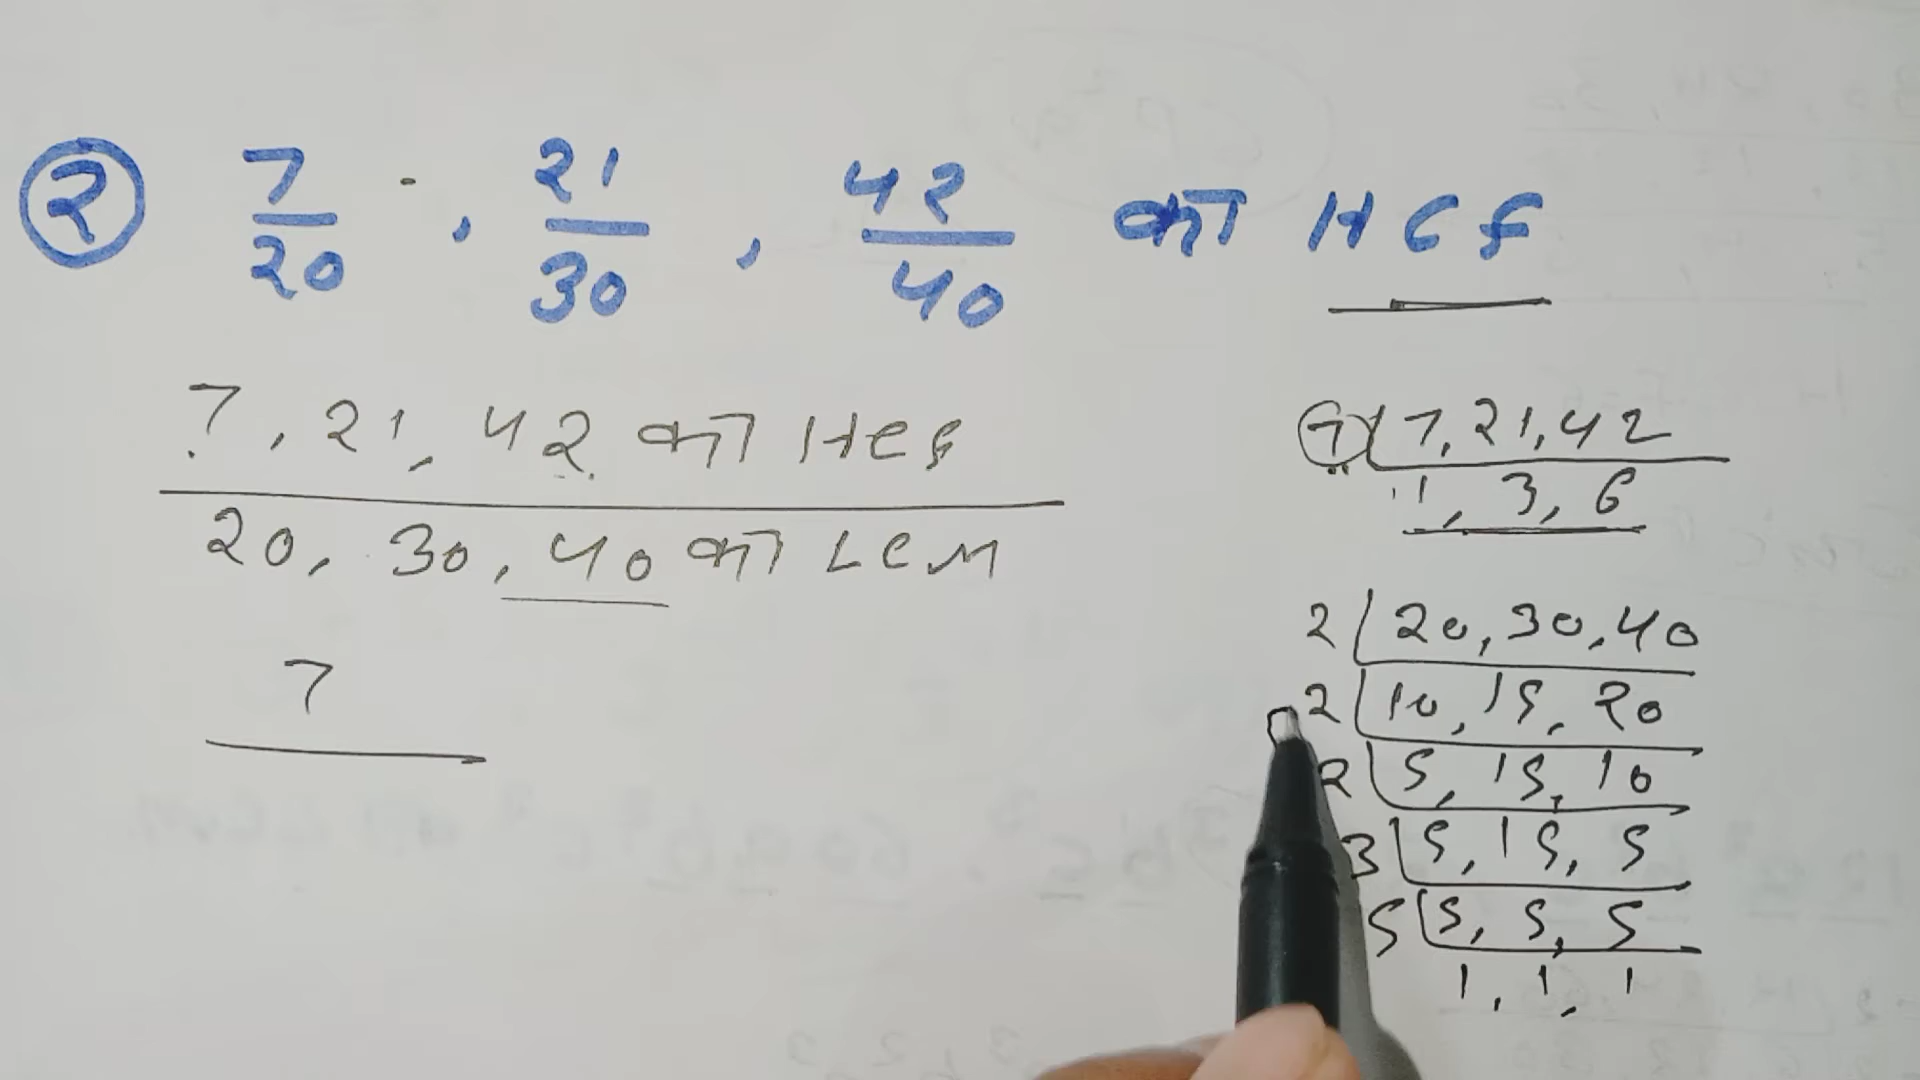 2 7/20 , 21/30 , 42/40 का HCF
7, 21, 42 का HCF
20, 30, 40 का LCM
7
7 7, 21, 42
1, 3, 6
2 20, 30, 40
2 10, 15, 20
2 5, 15, 10
3 5, 15, 5
5 5, 5, 5
1, 1, 1